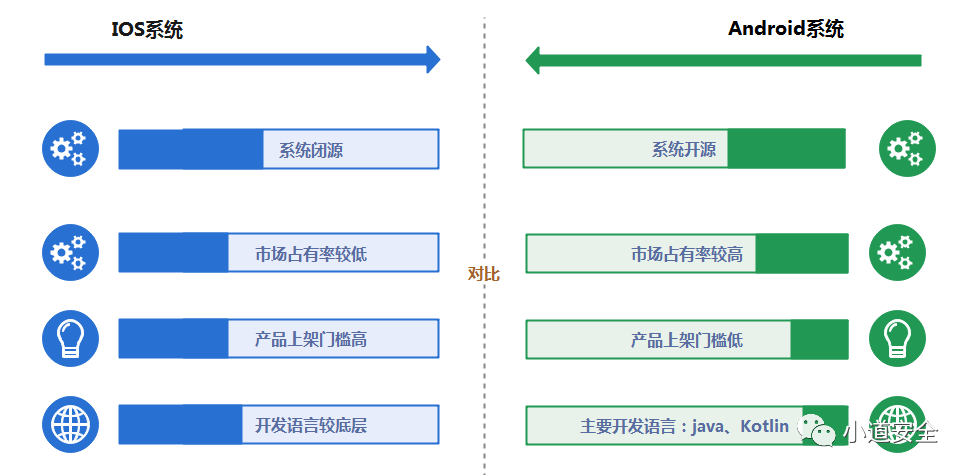 IOS系统
Android系统
系统闭源
系统开源
市场占有率较低
市场占有率较高
对比
产品上架门槛高
产品上架门槛低
开发语言较底层
主要开发语言：java、Kotlin
小道安全